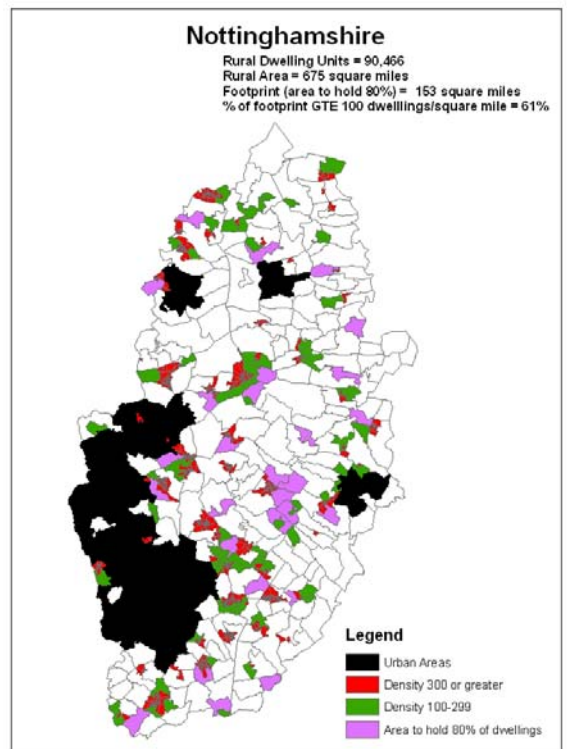 Nottinghamshire
Rural Dwelling Units = 90,466
Rural Area = 675 square miles
Footprint (area to hold 80%) = 153 square miles
% of footprint GTE 100 dwelllings/square mile = 61%
Legend
Urban Areas
Density 300 or greater
Density 100-299
Area to hold 80% of dwellings